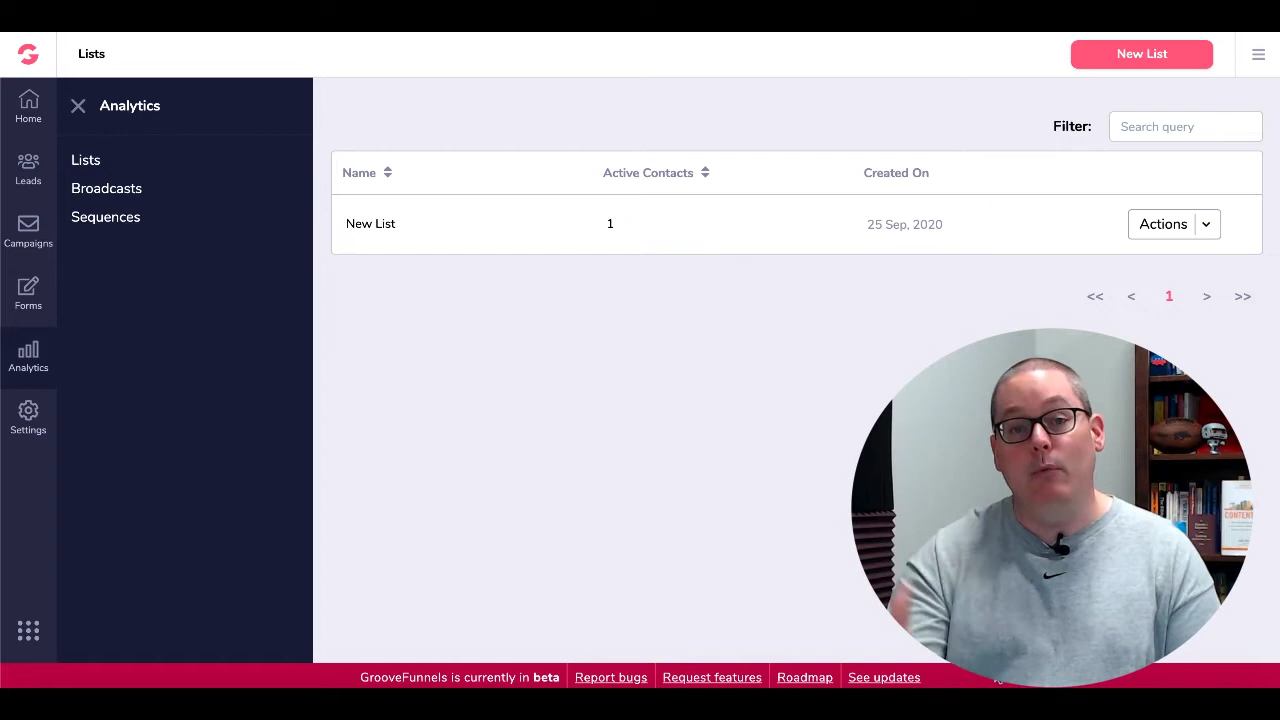 Lists
New List
Home
Leads
Campaigns
Forms
Analytics
Settings
Analytics
Lists
Broadcasts
Sequences
Filter: Search query
Name Active Contacts Created On
New List 1 25 Sep, 2020 Actions
<< < 1 > >>
CONTENT
GrooveFunnels is currently in beta Report bugs Request features Roadmap See updates